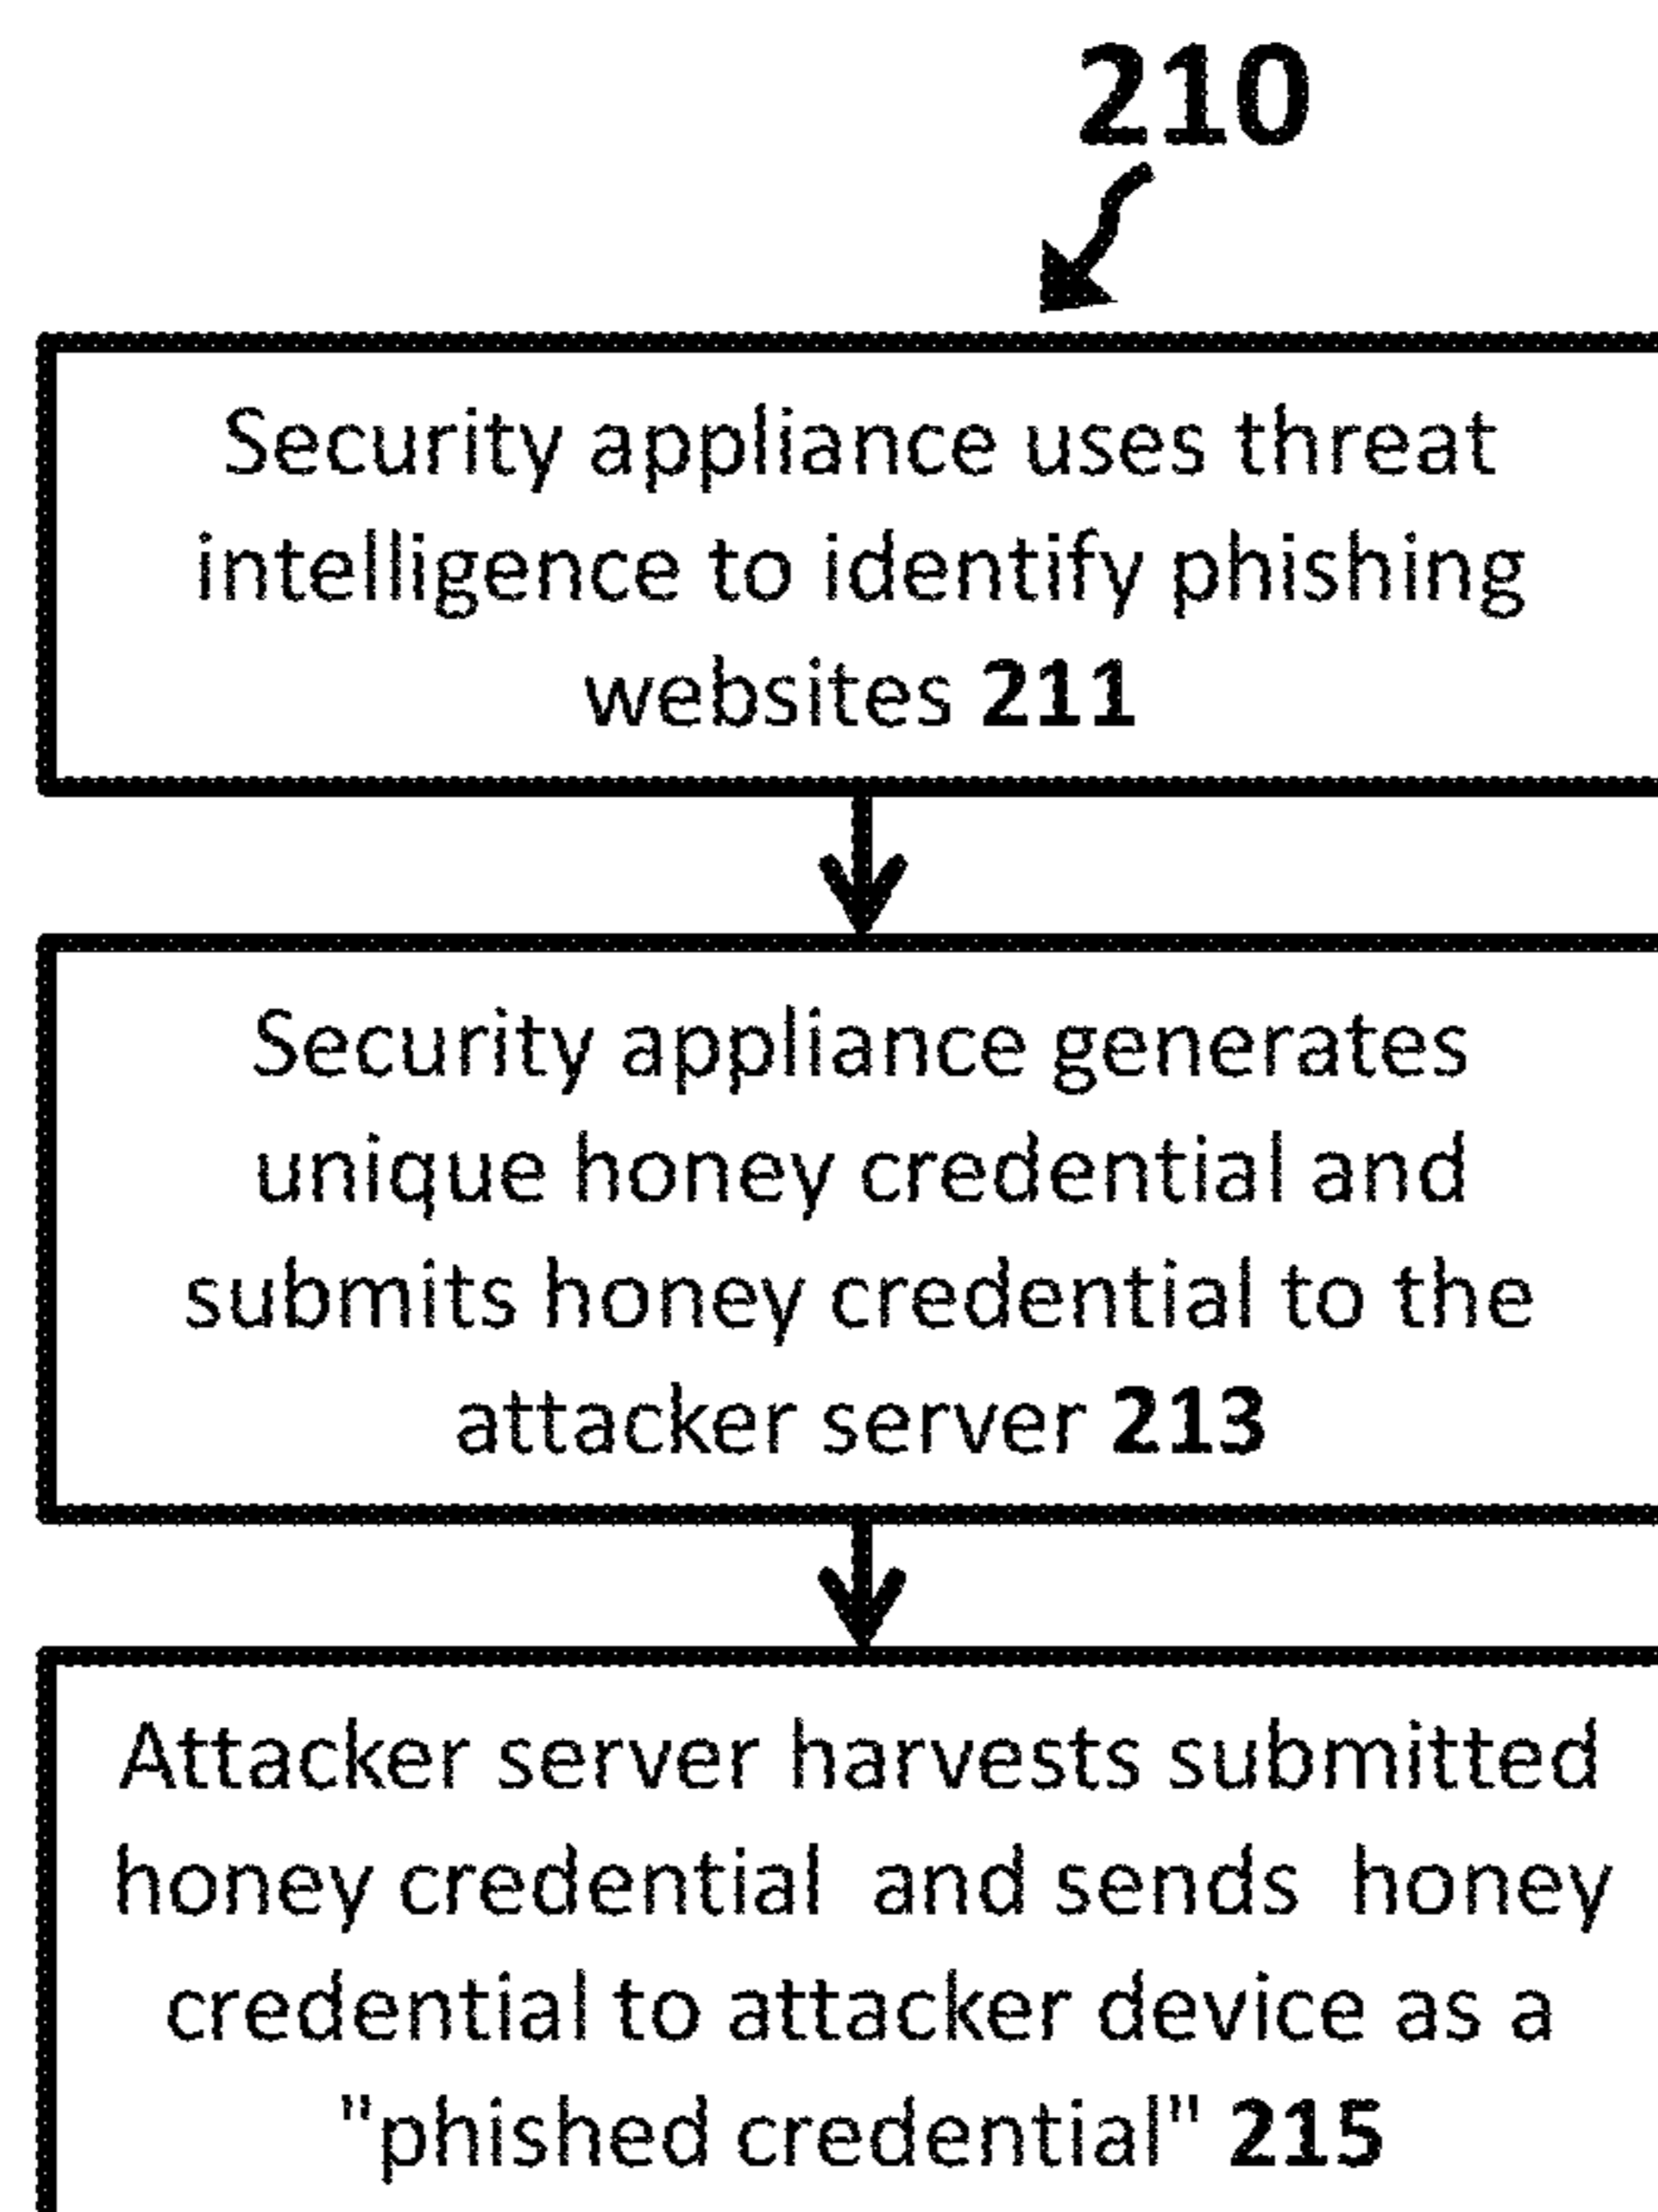 210
Security appliance uses threat
intelligence to identify phishing
websites 211
Security appliance generates
unique honey credential and
submits honey credential to the
attacker server 213
Attacker server harvests submitted
honey credential and sends honey
credential to attacker device as a
"phished credential" 215